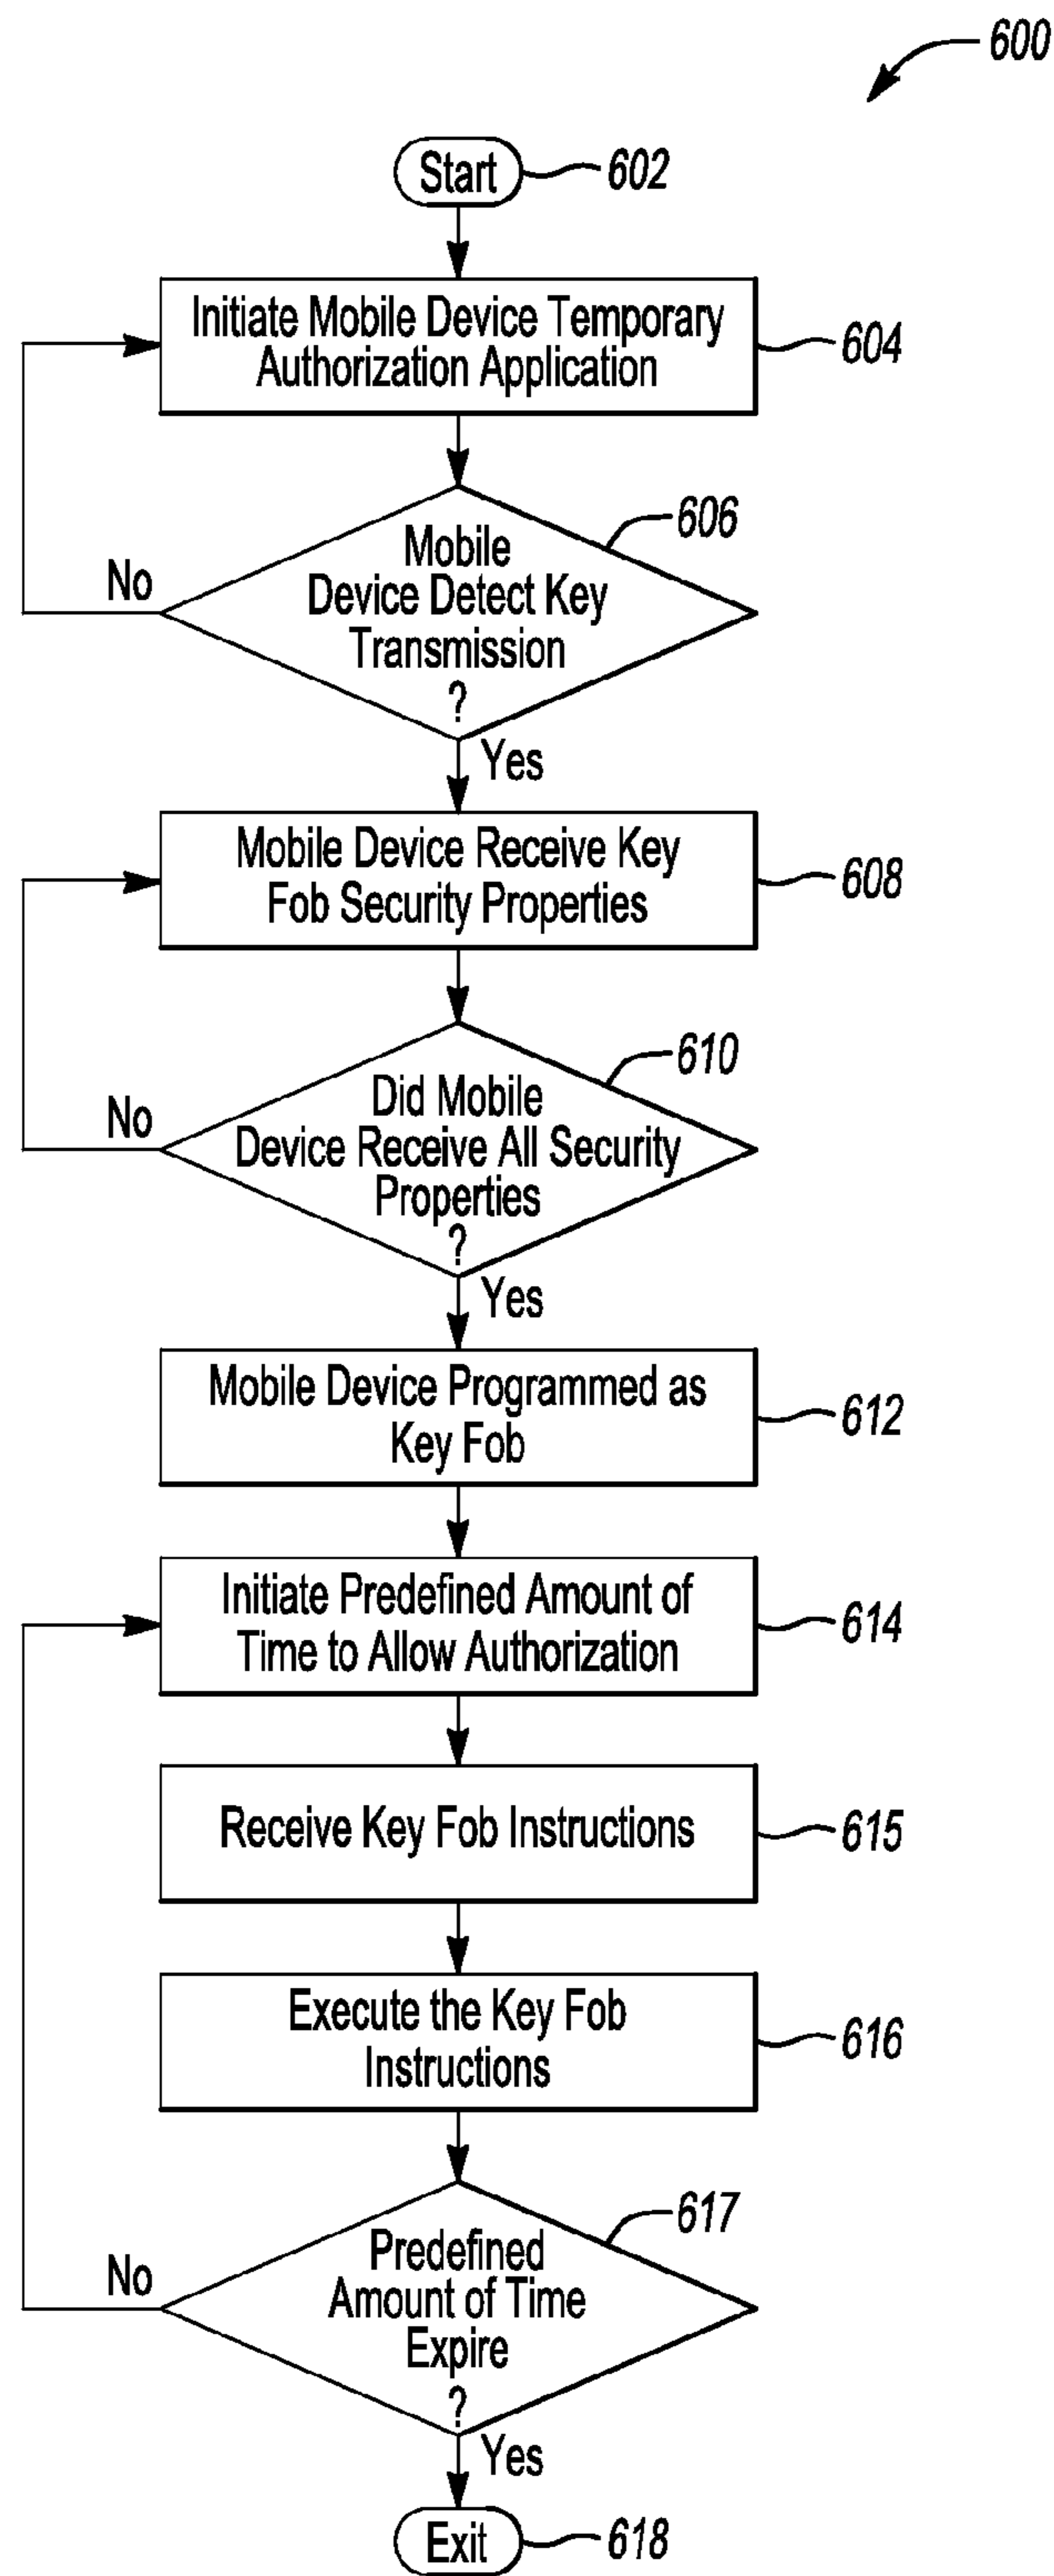 600
Start
602
Initiate Mobile Device Temporary
Authorization Application
604
606
Mobile
Device Detect Key
Transmission
?
No
Yes
Mobile Device Receive Key
Fob Security Properties
608
610
Did Mobile
Device Receive All Security
Properties
?
No
Yes
Mobile Device Programmed as
Key Fob
612
Initiate Predefined Amount of
Time to Allow Authorization
614
Receive Key Fob Instructions
615
Execute the Key Fob
Instructions
616
617
Predefined
Amount of Time
Expire
?
No
Yes
Exit
618